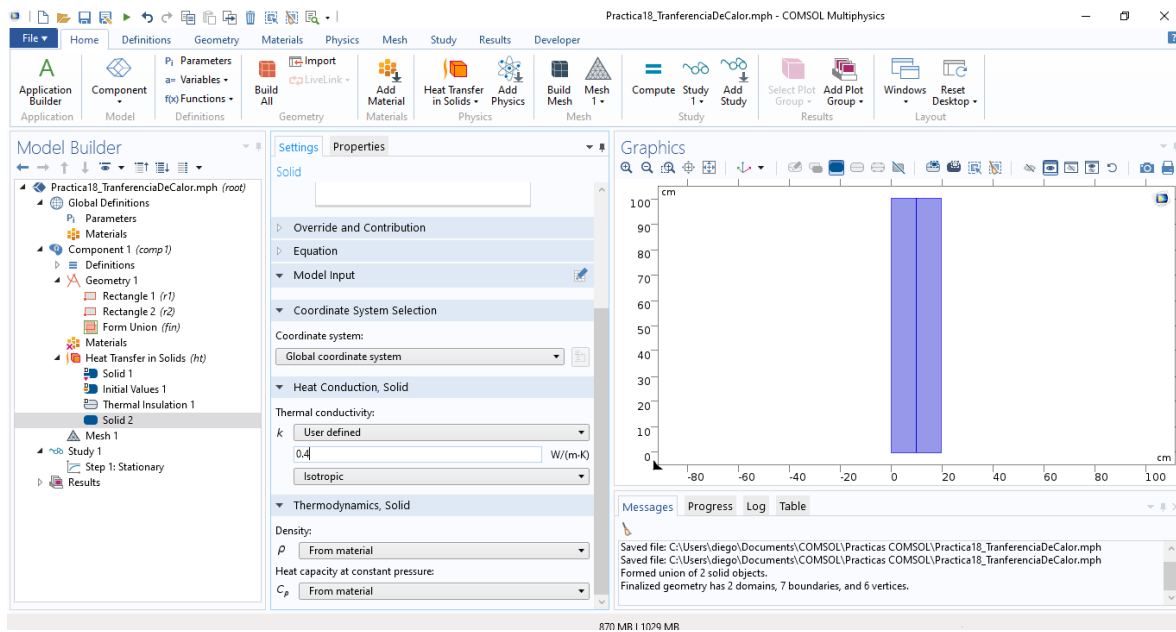 Practica18_TranferenciaDeCalor.mph - COMSOL Multiphysics
File Home Definitions Geometry Materials Physics Mesh Study Results Developer
Application Builder
Component
Pi Parameters
a= Variables
f(x) Functions
Build All
Import
LiveLink
Add Material
Heat Transfer in Solids
Add Physics
Build Mesh
Mesh 1
Compute
Study 1
Add Study
Select Plot Group
Add Plot Group
Windows
Reset Desktop
Application Model Definitions Geometry Materials Physics Mesh Study Results Layout
Model Builder
Practica18_TranferenciaDeCalor.mph (root)
Global Definitions
Pi Parameters
Materials
Component 1 (comp1)
Definitions
Geometry 1
Rectangle 1 (r1)
Rectangle 2 (r2)
Form Union (fin)
Materials
Heat Transfer in Solids (ht)
Solid 1
Initial Values 1
Thermal Insulation 1
Solid 2
Mesh 1
Study 1
Step 1: Stationary
Results
Settings Properties
Solid
Override and Contribution
Equation
Model Input
Coordinate System Selection
Coordinate system:
Global coordinate system
Heat Conduction, Solid
Thermal conductivity:
k User defined
0.4 W/(m·K)
Isotropic
Thermodynamics, Solid
Density:
ρ From material
Heat capacity at constant pressure:
Cp From material
Graphics
cm
100
90
80
70
60
50
40
30
20
10
0
cm
-80 -60 -40 -20 0 20 40 60 80 100
Messages Progress Log Table
Saved file: C:\Users\diego\Documents\COMSOL\Practicas COMSOL\Practica18_TranferenciaDeCalor.mph
Saved file: C:\Users\diego\Documents\COMSOL\Practicas COMSOL\Practica18_TranferenciaDeCalor.mph
Formed union of 2 solid objects.
Finalized geometry has 2 domains, 7 boundaries, and 6 vertices.
870 MB | 1029 MB